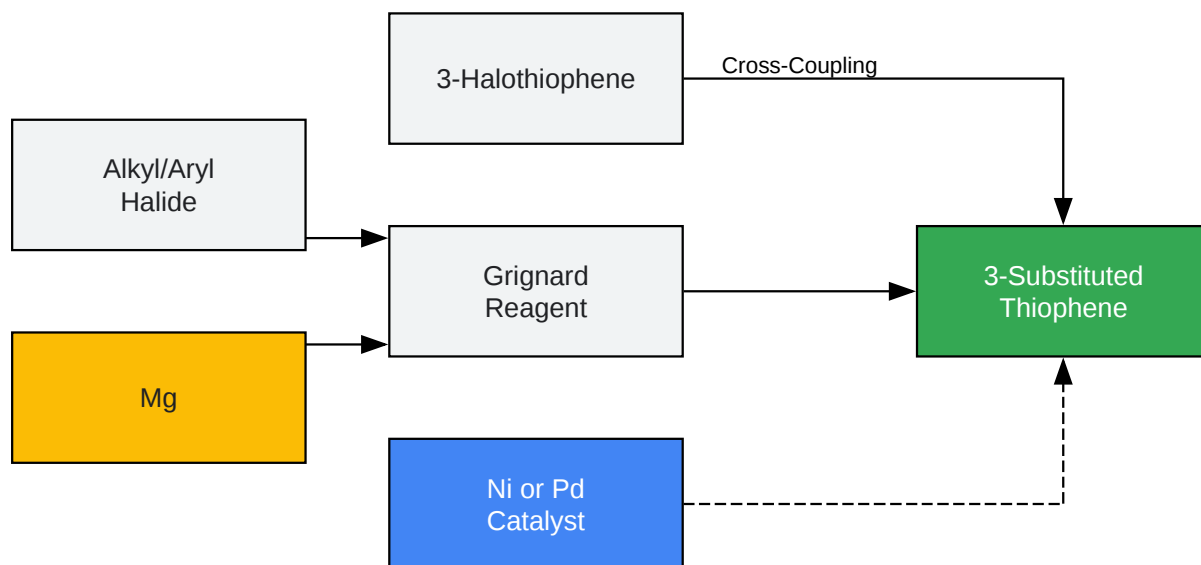 3-Halothiophene
Cross-Coupling
Alkyl/Aryl
Halide
Grignard
Reagent
3-Substituted
Thiophene
Mg
Ni or Pd
Catalyst